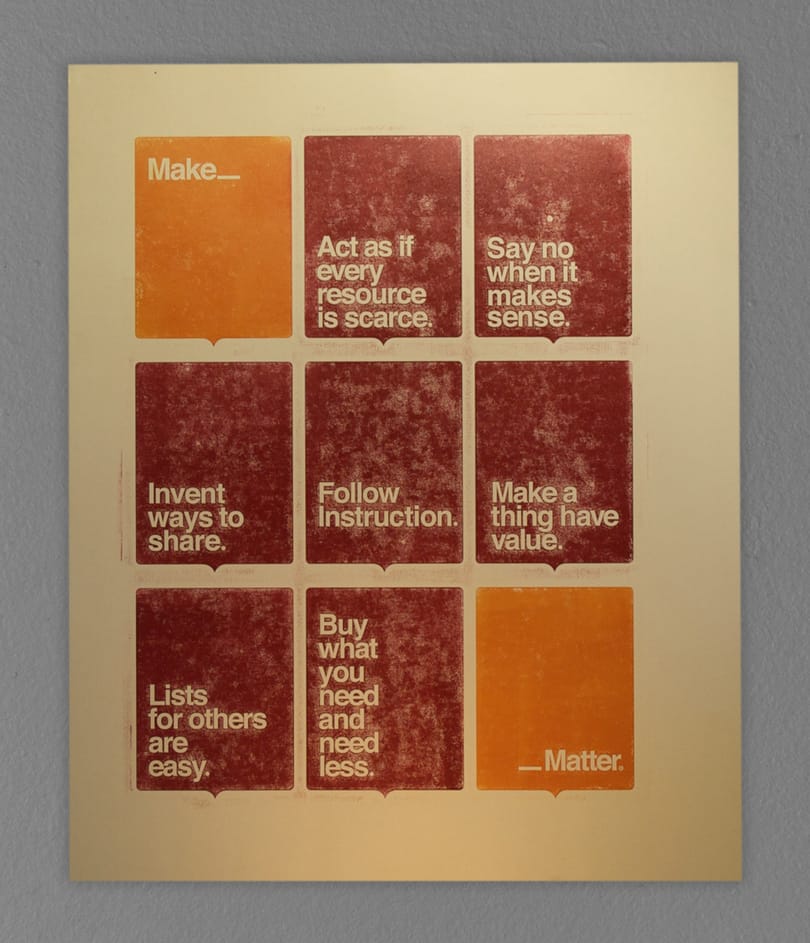 Make_
Act as if
every
resource
is scarce.
Say no
when it
makes
sense.
Invent
ways to
share.
Follow
Instruction.
Make a
thing have
value.
Lists
for others
are
easy.
Buy
what
you
need
and
need
less.
_Matter.